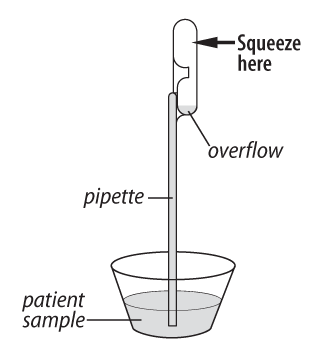 Squeeze
here
overflow
pipette
patient
sample